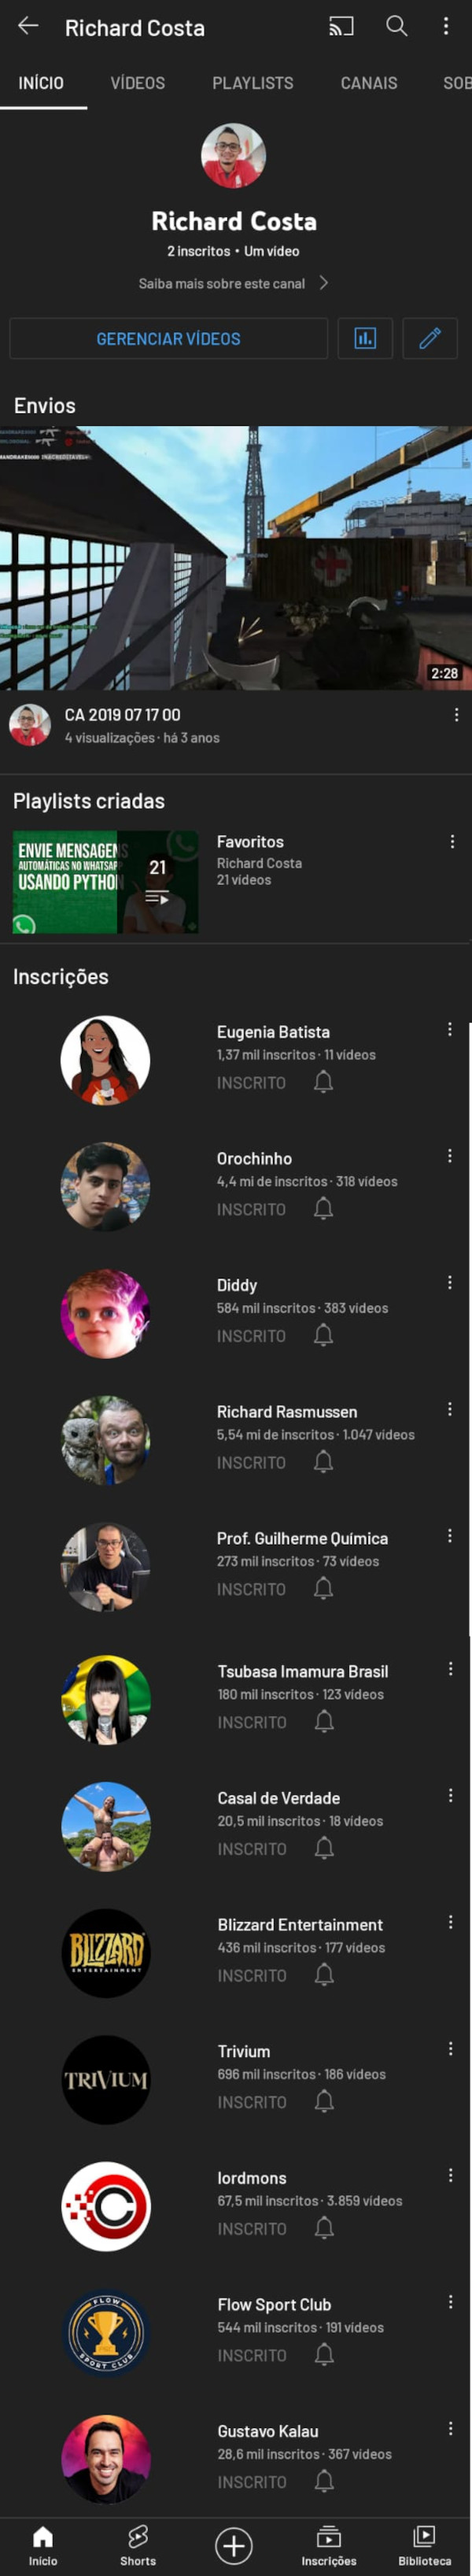 Richard Costa
INÍCIO VÍDEOS PLAYLISTS CANAIS SOB
Richard Costa
2 inscritos • Um vídeo
Saiba mais sobre este canal
GERENCIAR VÍDEOS
Envios
2:28
CA 2019 07 17 00
4 visualizações · há 3 anos
Playlists criadas
ENVIE MENSAGENS
AUTOMÁTICAS NO WHATSAPP
USANDO PYTHON
21
Favoritos
Richard Costa
21 vídeos
Inscrições
Eugenia Batista
1,37 mil inscritos · 11 vídeos
INSCRITO
Orochinho
4,4 mi de inscritos · 318 vídeos
INSCRITO
Diddy
584 mil inscritos · 383 vídeos
INSCRITO
Richard Rasmussen
5,54 mi de inscritos · 1.047 vídeos
INSCRITO
Prof. Guilherme Química
273 mil inscritos · 73 vídeos
INSCRITO
Tsubasa Imamura Brasil
180 mil inscritos · 123 vídeos
INSCRITO
Casal de Verdade
20,5 mil inscritos · 18 vídeos
INSCRITO
BLIZZARD
ENTERTAINMENT
Blizzard Entertainment
436 mil inscritos · 177 vídeos
INSCRITO
TRIVIUM
Trivium
696 mil inscritos · 186 vídeos
INSCRITO
lordmons
67,5 mil inscritos · 3.859 vídeos
INSCRITO
FLOW
SPORT CLUB
Flow Sport Club
544 mil inscritos · 191 vídeos
INSCRITO
Gustavo Kalau
28,6 mil inscritos · 367 vídeos
INSCRITO
Início Shorts Inscrições Biblioteca